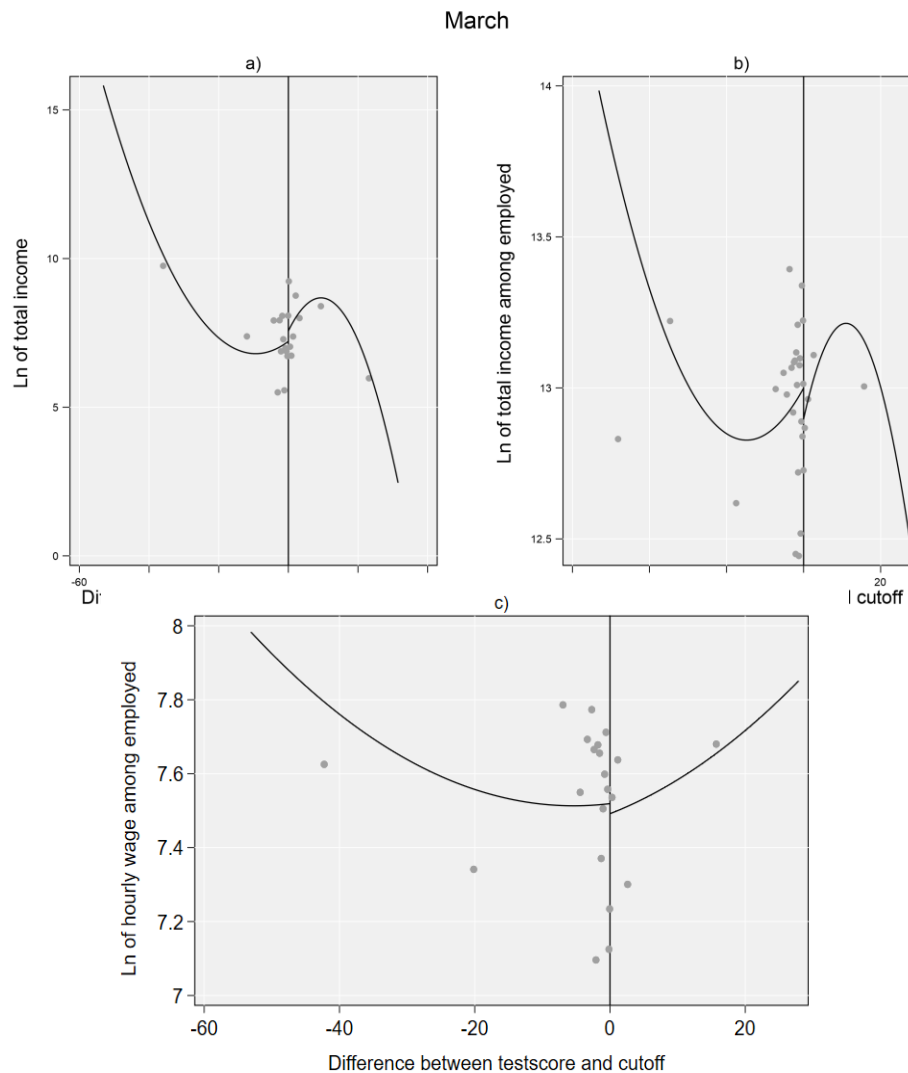 March
a)
b)
Ln of total income
15
10
5
0
-60
Ln of total income among employed
14
13.5
13
12.5
20
l cutoff
c)
Ln of hourly wage among employed
8
7.8
7.6
7.4
7.2
7
-60
-40
-20
0
20
Difference between testscore and cutoff